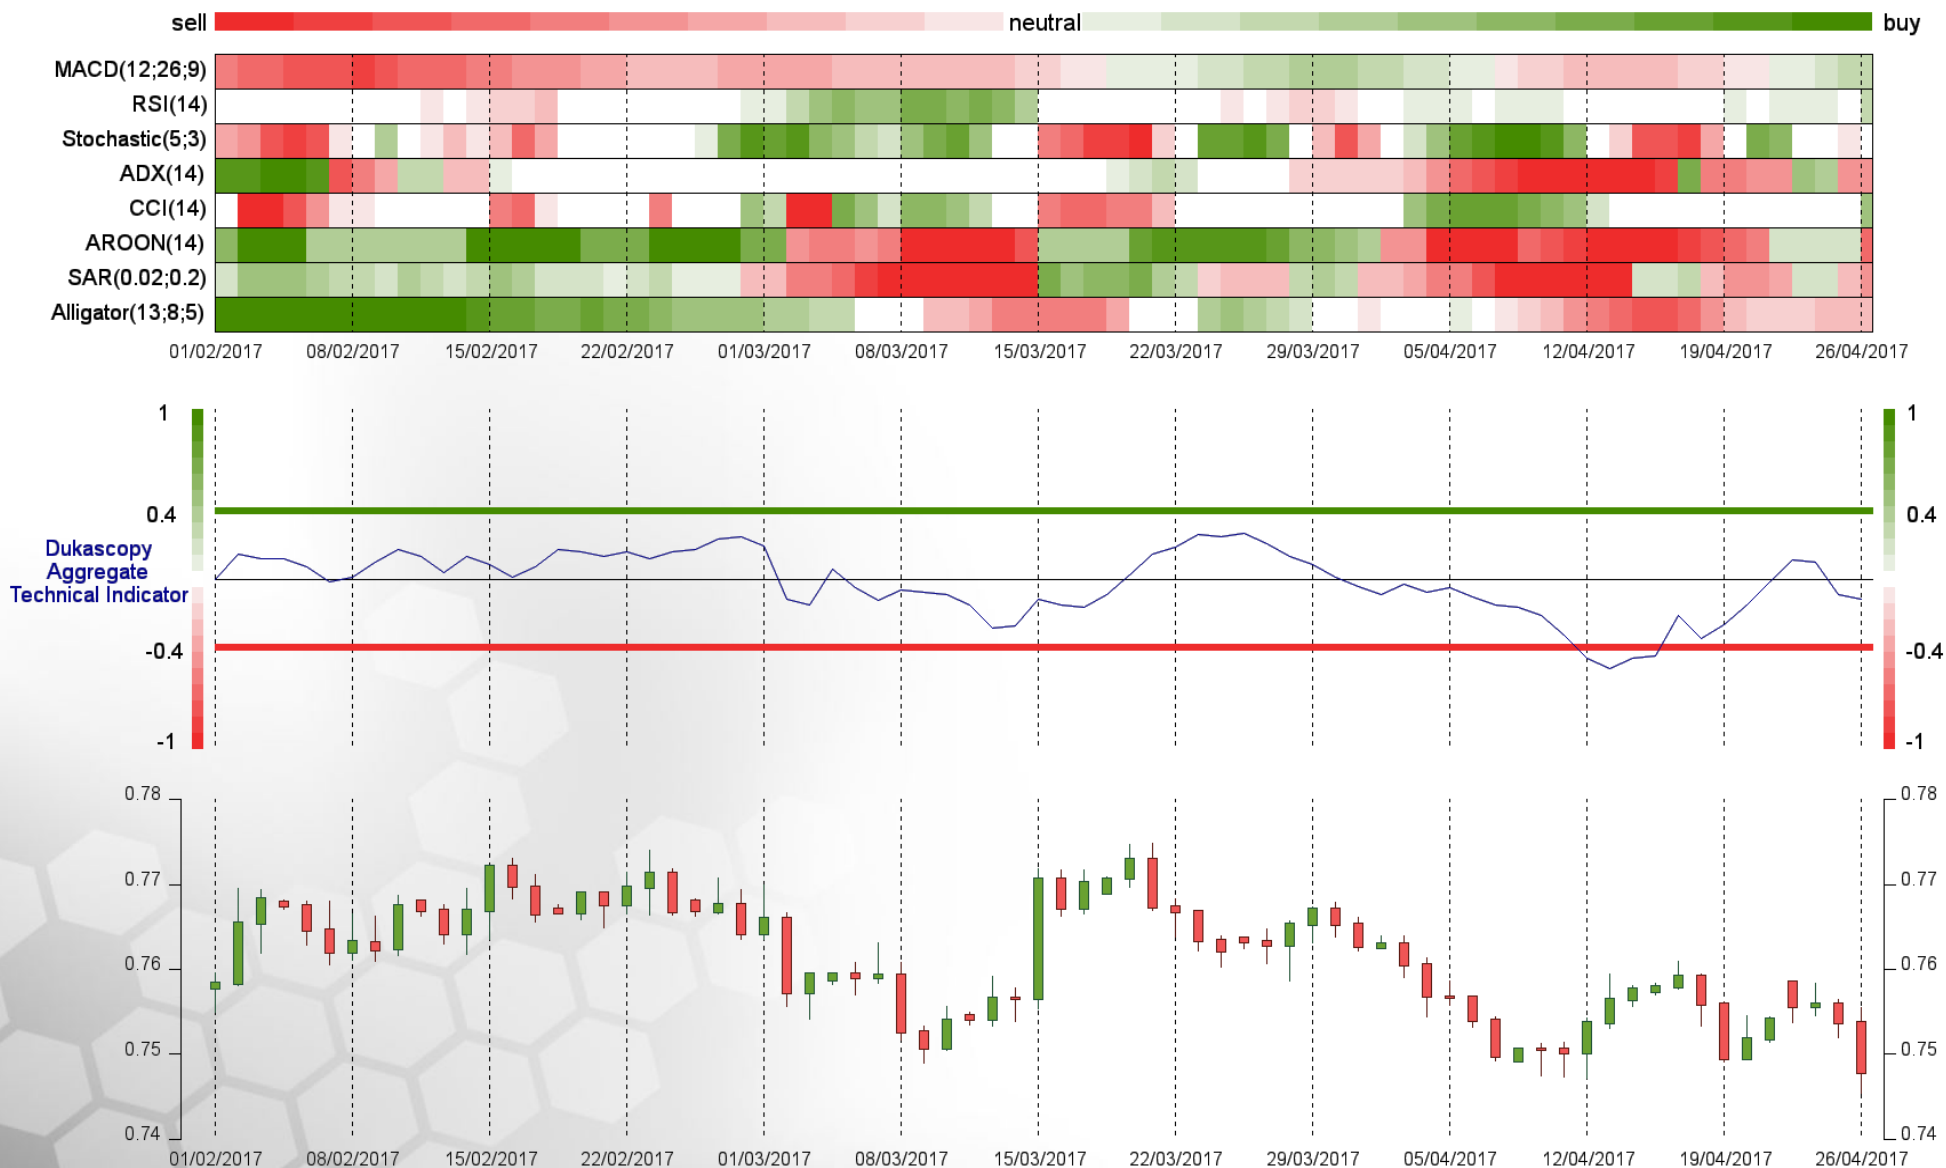 sell neutral buy
MACD(12;26;9)
RSI(14)
Stochastic(5;3)
ADX(14)
CCI(14)
AROON(14)
SAR(0.02;0.2)
Alligator(13;8;5)
01/02/2017 08/02/2017 15/02/2017 22/02/2017 01/03/2017 08/03/2017 15/03/2017 22/03/2017 29/03/2017 05/04/2017 12/04/2017 19/04/2017 26/04/2017
1 1
0.4 0.4
Dukascopy
Aggregate
Technical Indicator
-0.4 -0.4
-1 -1
0.78 0.78
0.77 0.77
0.76 0.76
0.75 0.75
0.74 0.74
01/02/2017 08/02/2017 15/02/2017 22/02/2017 01/03/2017 08/03/2017 15/03/2017 22/03/2017 29/03/2017 05/04/2017 12/04/2017 19/04/2017 26/04/2017